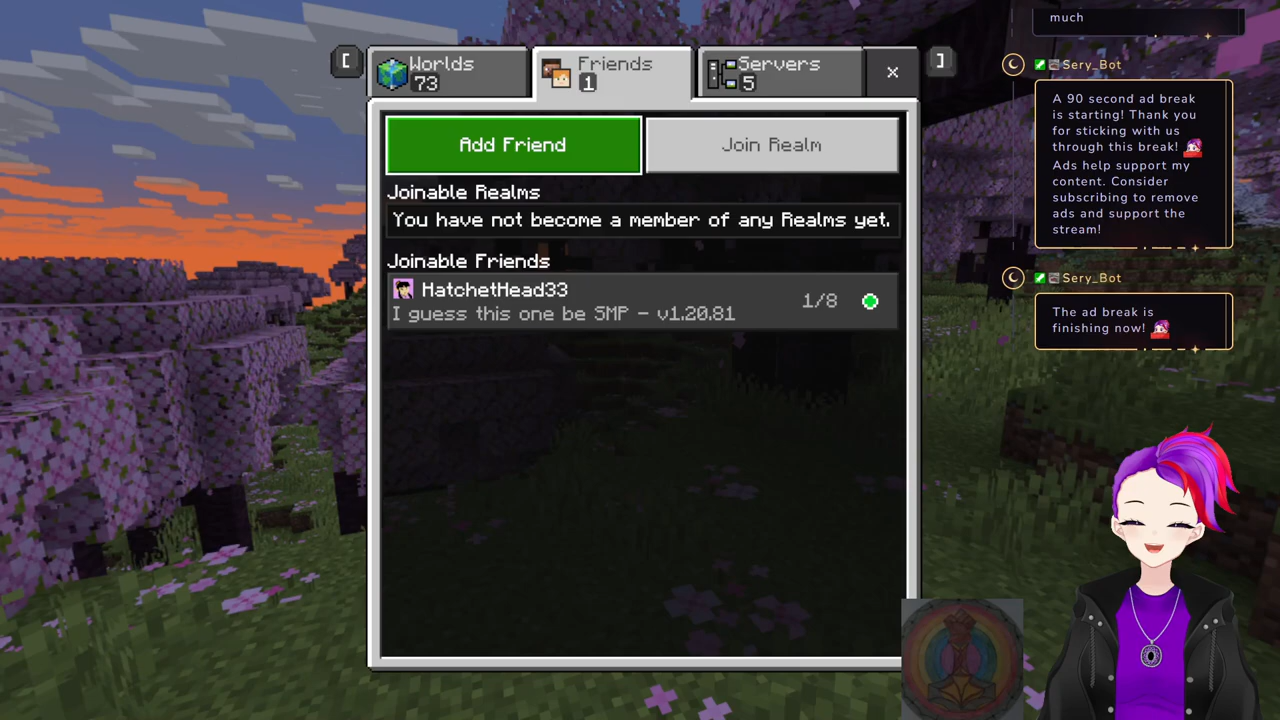 [
Worlds
73
Friends
1
Servers
5
]
Add Friend
Join Realm
Joinable Realms
You have not become a member of any Realms yet.
Joinable Friends
HatchetHead33
I guess this one be SMP - v1.20.81
1/8
much
Sery_Bot
A 90 second ad break
is starting! Thank you
for sticking with us
through this break!
Ads help support my
content. Consider
subscribing to remove
ads and support the
stream!
Sery_Bot
The ad break is
finishing now!